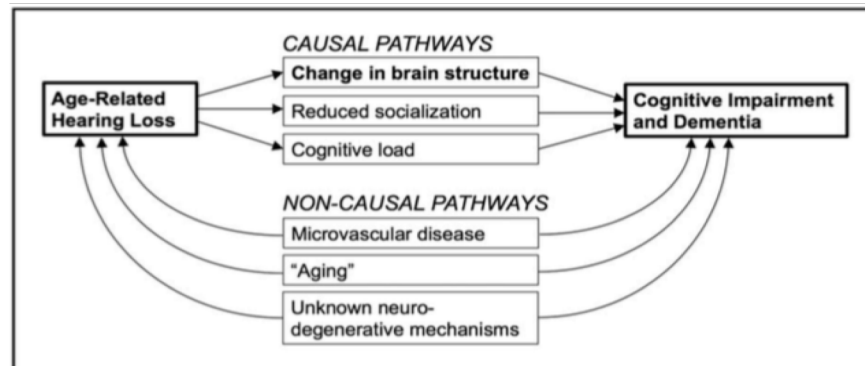 CAUSAL PATHWAYS
Change in brain structure
Age-Related
Hearing Loss
Reduced socialization
Cognitive load
Cognitive Impairment
and Dementia
NON-CAUSAL PATHWAYS
Microvascular disease
“Aging”
Unknown neuro-
degenerative mechanisms